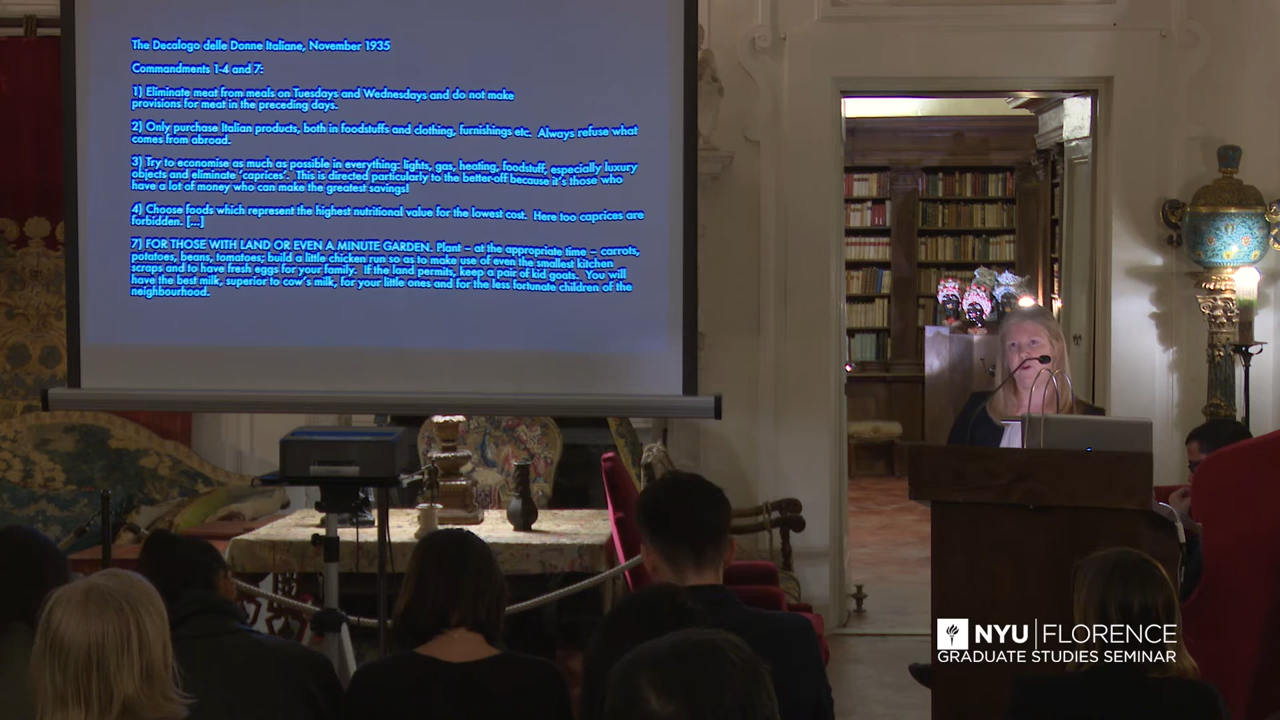 The Decalogo delle Donne Italiane, November 1935
Commandments 1-4 and 7:
1) Eliminate meat from meals on Tuesdays and Wednesdays and do not make
provisions for meat in the preceding days.
2) Only purchase Italian products, both in foodstuffs and clothing, furnishings etc. Always refuse what
comes from abroad.
3) Try to economise as much as possible in everything: lights, gas, heating, foodstuff, especially luxury
objects and eliminate 'caprices'. This is directed particularly to the better-off because it's those who
have a lot of money who can make the greatest savings!
4) Choose foods which represent the highest nutritional value for the lowest cost. Here too caprices are
forbidden. [...]
7) FOR THOSE WITH LAND OR EVEN A MINUTE GARDEN. Plant – at the appropriate time – carrots,
potatoes, beans, tomatoes; build a little chicken run so as to make use of even the smallest kitchen
scraps and to have fresh eggs for your family. If the land permits, keep a pair of kid goats. You will
have the best milk, superior to cow's milk, for your little ones and for the less fortunate children of the
neighbourhood.
NYU | FLORENCE
GRADUATE STUDIES SEMINAR